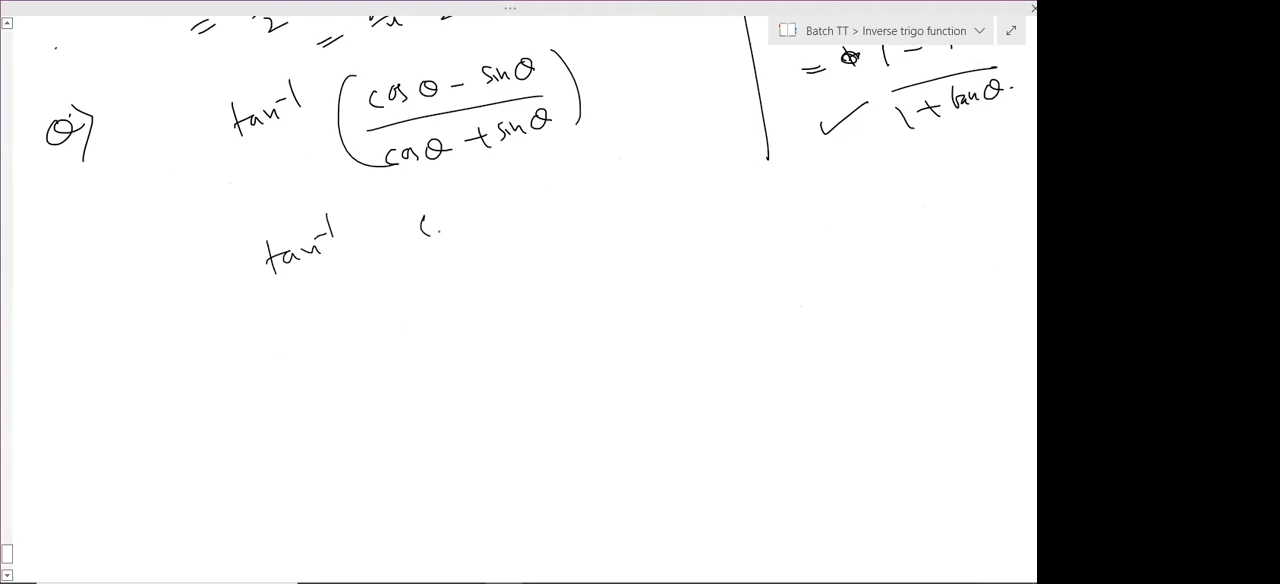 Batch TT > Inverse trigo function
Q) tan⁻¹ ( cos θ − sin θ / cos θ + sin θ )
1 + tan θ.
tan⁻¹ (